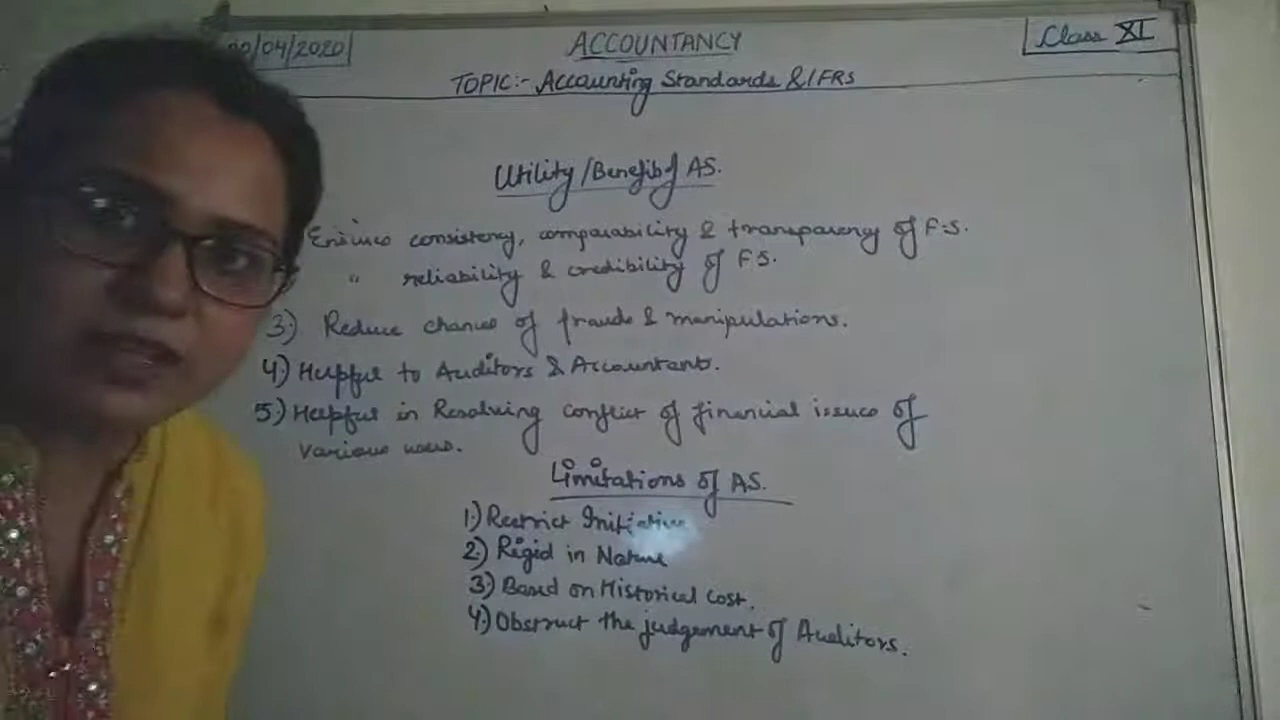 /04/2020
ACCOUNTANCY
Class XI
TOPIC:- Accounting Standards & IFRS
Utility/Benefits of AS.
Ensures consistency, comparability & transparency of F.S.
" reliability & credibility of F.S.
3.) Reduce chances of frauds & manipulations.
4) Helpful to Auditors & Accountants.
5.) Helpful in Resolving conflict of financial issues of
various users.
Limitations of AS.
1.) Restrict Initiative
2.) Rigid in Nature
3.) Based on Historical cost.
4.) Obstruct the judgement of Auditors.